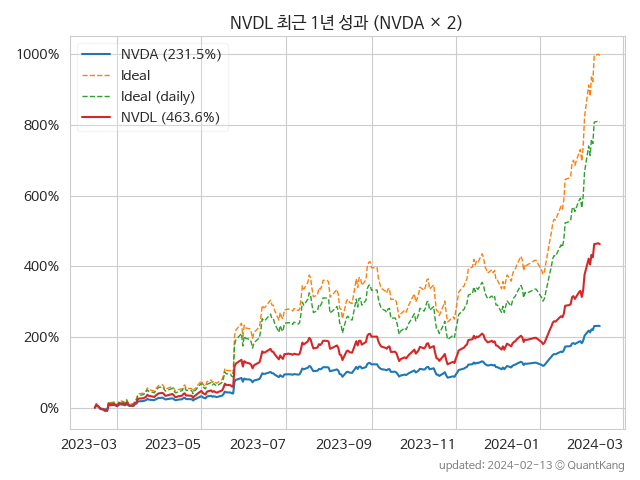 NVDL 최근 1년 성과 (NVDA × 2)
NVDA (231.5%)
Ideal
Ideal (daily)
NVDL (463.6%)
1000%
800%
600%
400%
200%
0%
2023-03 2023-05 2023-07 2023-09 2023-11 2024-01 2024-03
updated: 2024-02-13 © QuantKang